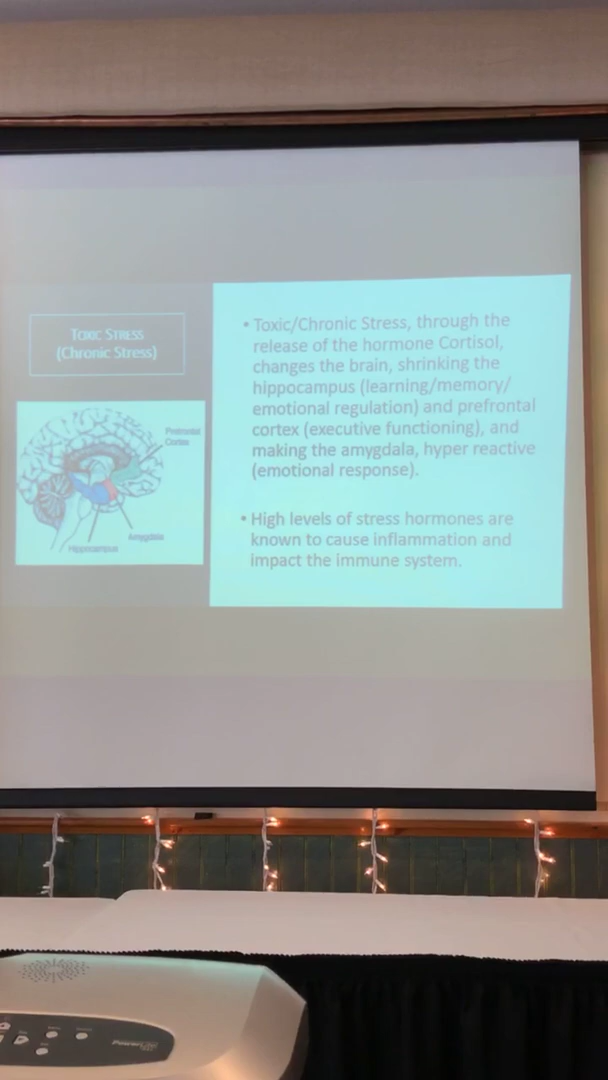 TOXIC STRESS
(Chronic Stress)
Prefrontal
Cortex
Amygdala
Hippocampus
• Toxic/Chronic Stress, through the
release of the hormone Cortisol,
changes the brain, shrinking the
hippocampus (learning/memory/
emotional regulation) and prefrontal
cortex (executive functioning), and
making the amygdala, hyper reactive
(emotional response).
• High levels of stress hormones are
known to cause inflammation and
impact the immune system.